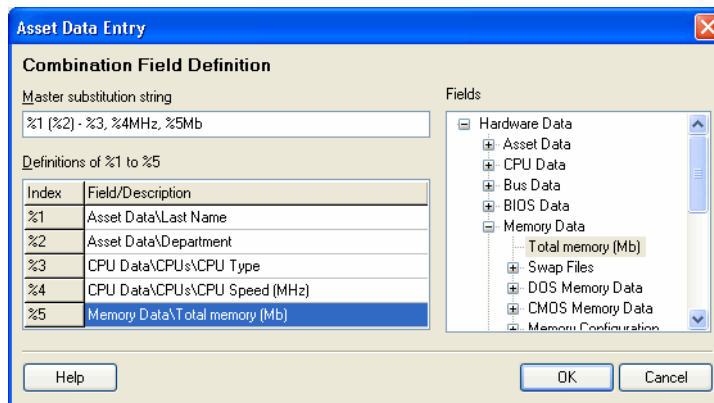 Asset Data Entry
Combination Field Definition
Master substitution string
%1 (%2) - %3, %4MHz, %5Mb
Definitions of %1 to %5
Index Field/Description
%1 Asset Data\Last Name
%2 Asset Data\Department
%3 CPU Data\CPUs\CPU Type
%4 CPU Data\CPUs\CPU Speed (MHz)
%5 Memory Data\Total memory (Mb)
Fields
Hardware Data
Asset Data
CPU Data
Bus Data
BIOS Data
Memory Data
Total memory (Mb)
Swap Files
DOS Memory Data
CMOS Memory Data
Memory Configuration
Help
OK
Cancel